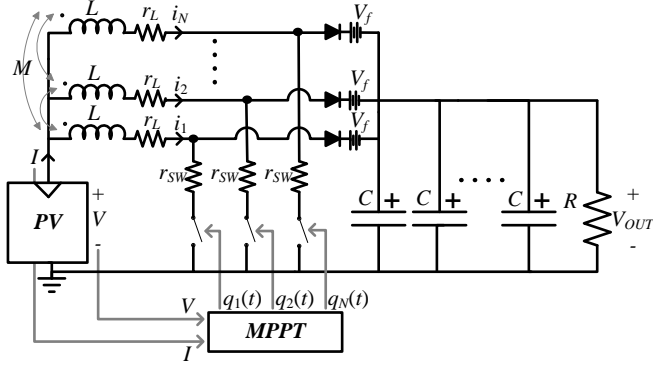 L r_L i_N V_f
M L r_L i_2 V_f
L r_L i_1 V_f
I
r_SW r_SW r_SW
PV + V -
C + C + C + R + V_OUT -
q_1(t) q_2(t) q_N(t)
V
MPPT
I